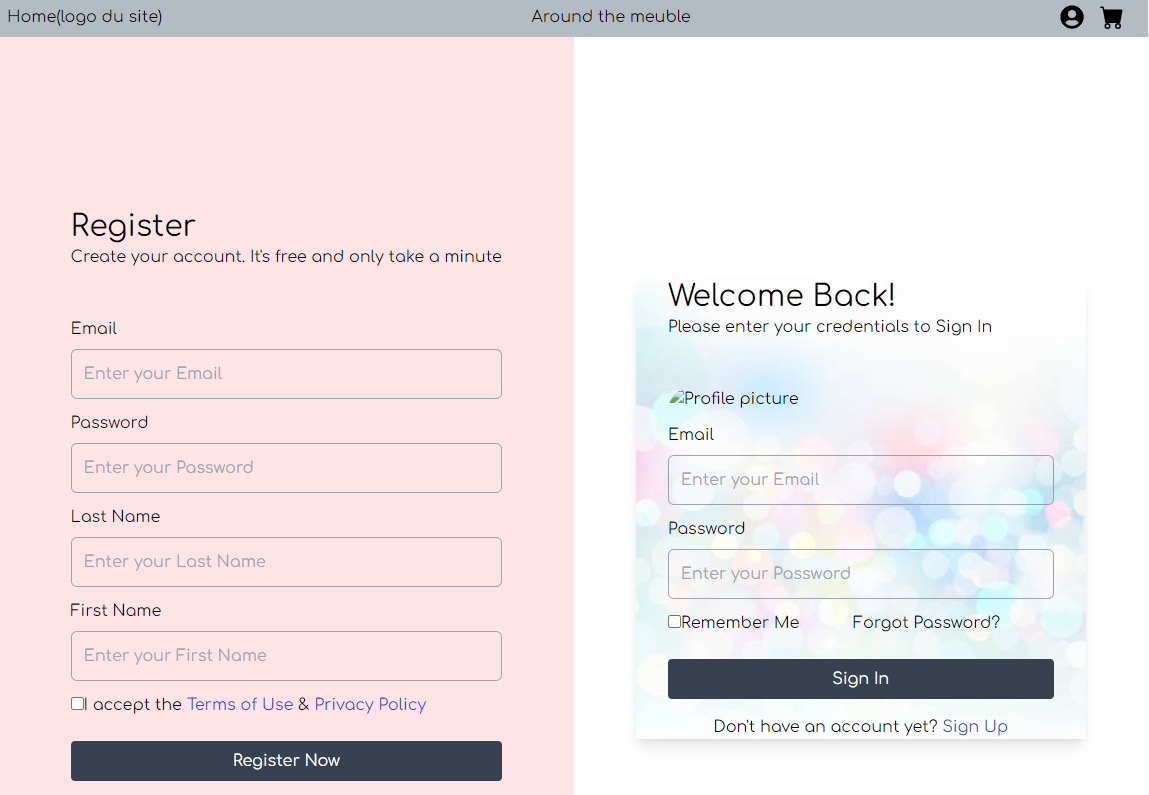 Home(logo du site)
Around the meuble
Register
Create your account. It's free and only take a minute
Email
Enter your Email
Password
Enter your Password
Last Name
Enter your Last Name
First Name
Enter your First Name
I accept the Terms of Use & Privacy Policy
Register Now
Welcome Back!
Please enter your credentials to Sign In
Profile picture
Email
Enter your Email
Password
Enter your Password
Remember Me
Forgot Password?
Sign In
Don't have an account yet? Sign Up